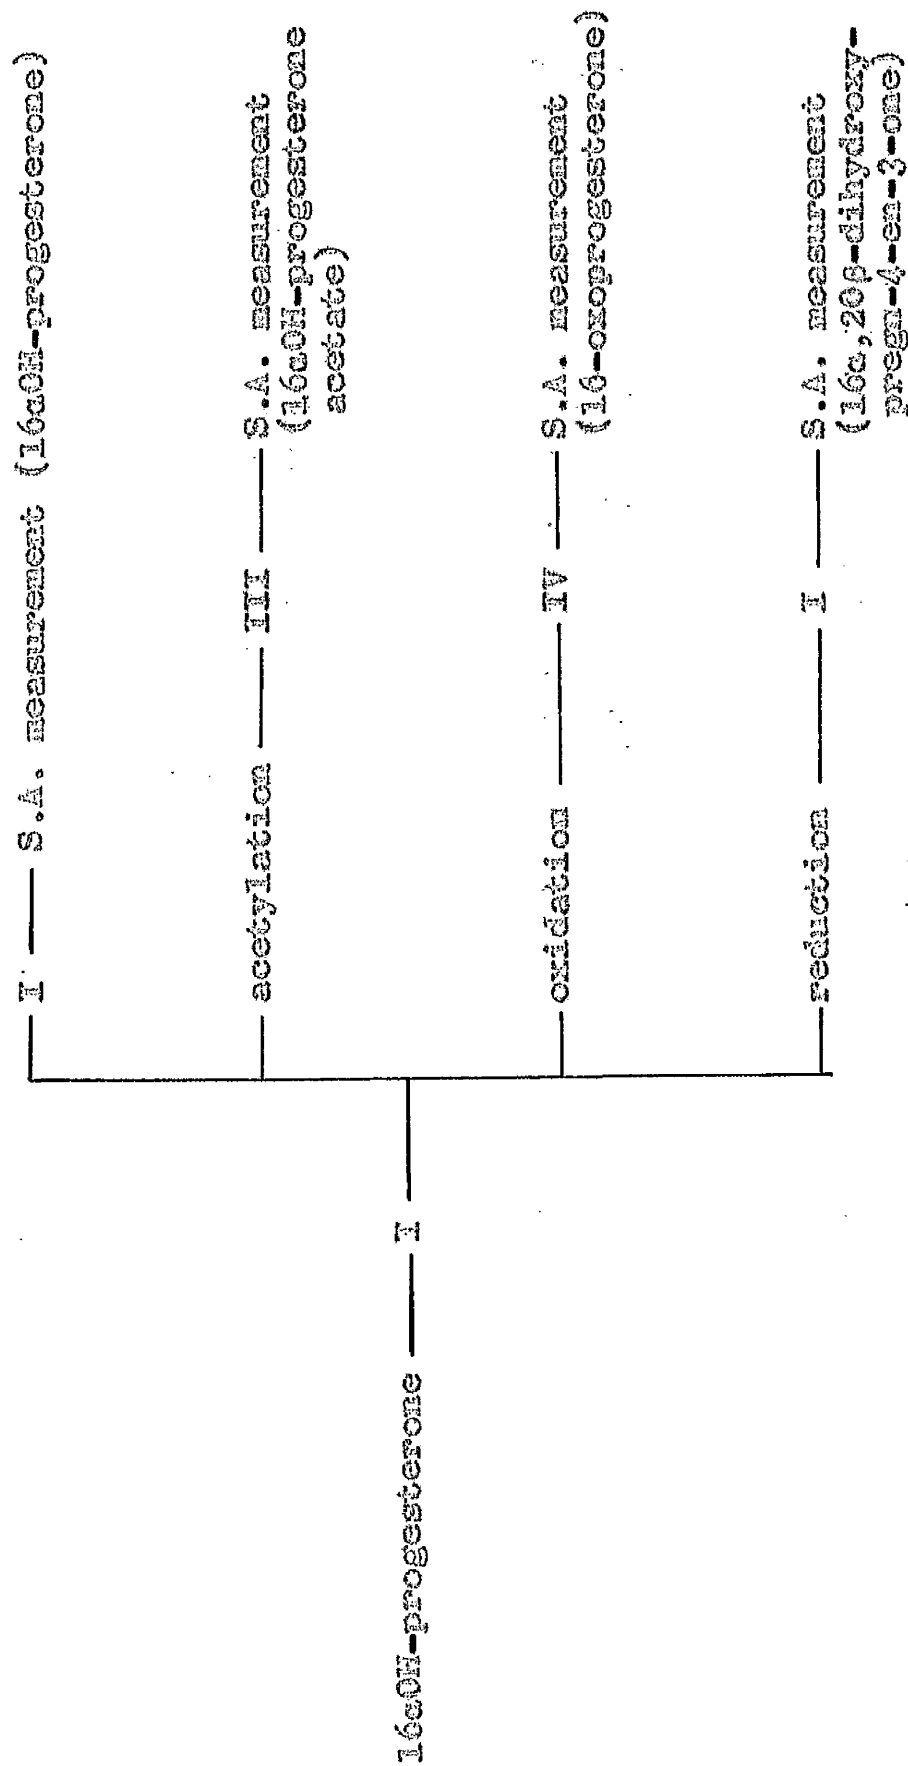 16αOH-progesterone
I
I
S.A. measurement (16αOH-progesterone)
acetylation
III
S.A. measurement
(16αOH-progesterone
acetate)
oxidation
IV
S.A. measurement
(16-oxoprogesterone)
reduction
I
S.A. measurement
(16α,20β-dihydroxy-
pregn-4-en-3-one)